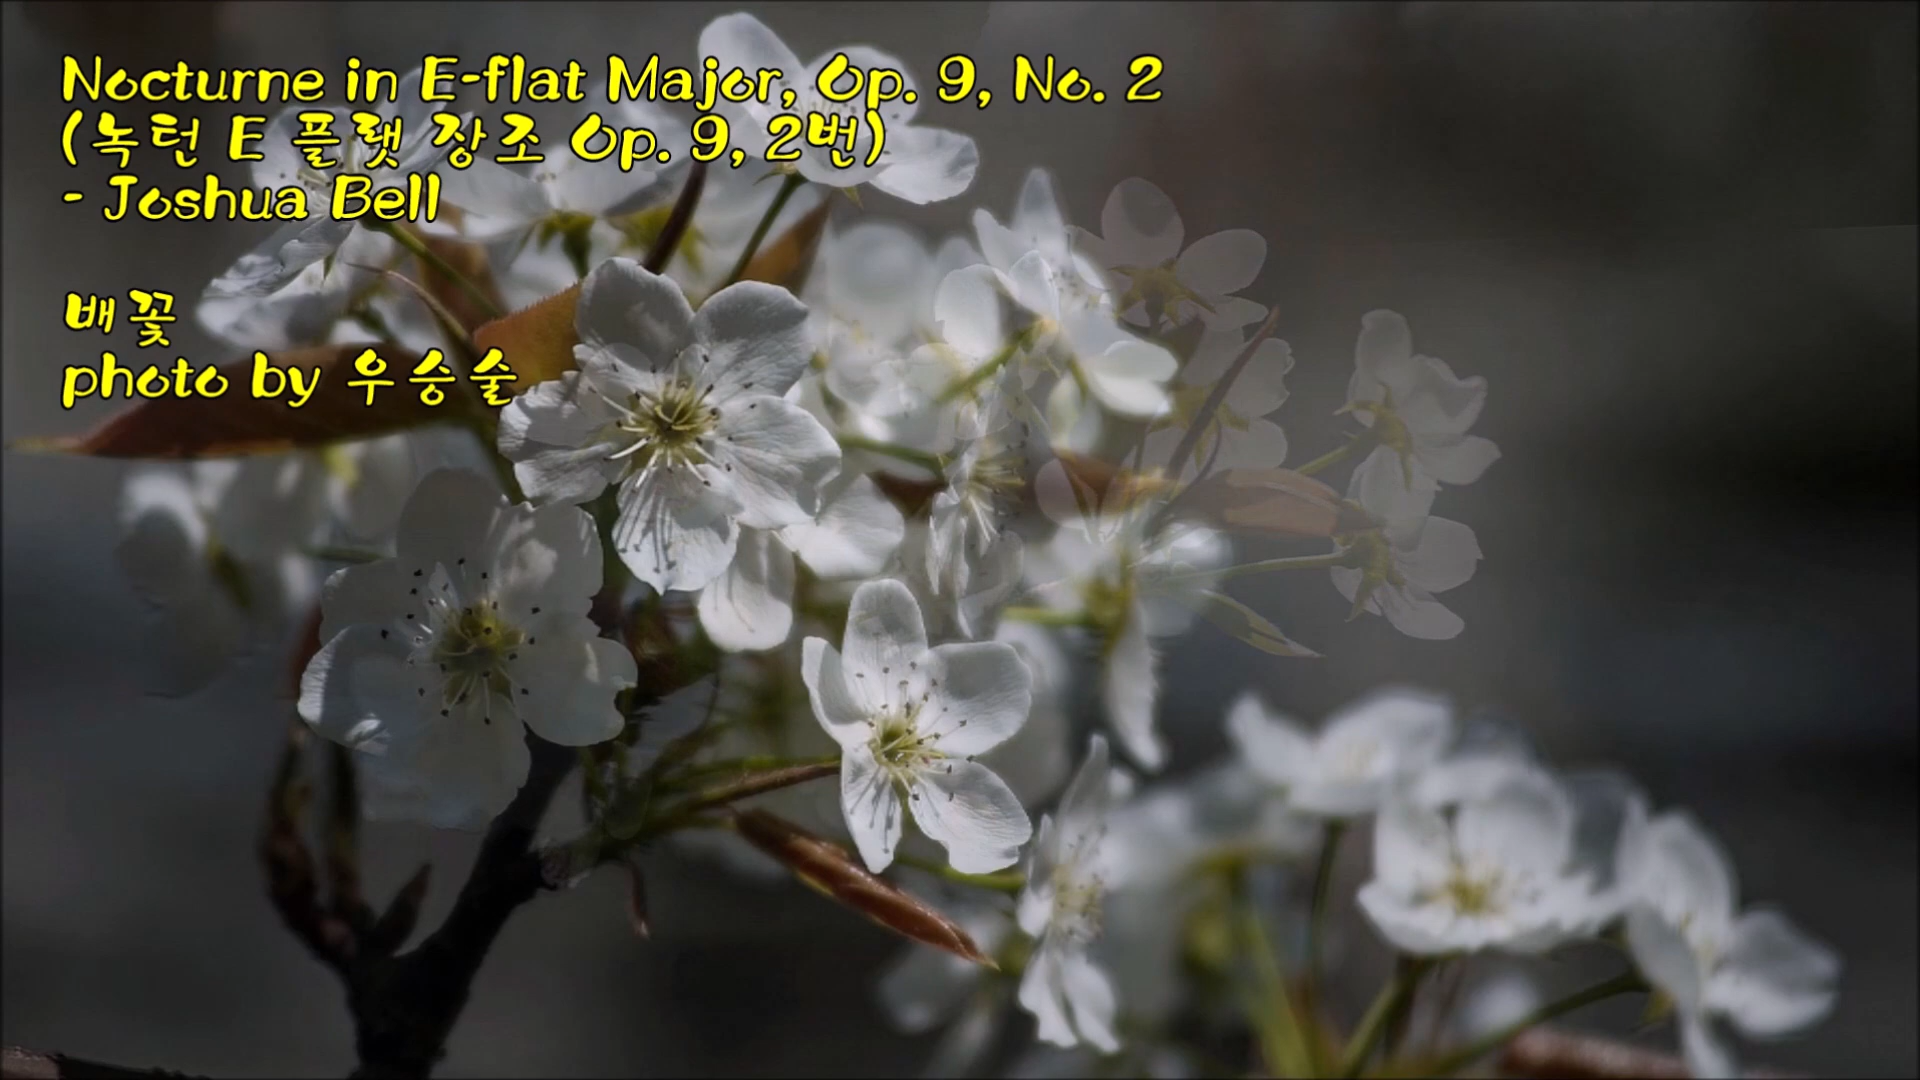 Nocturne in E-flat Major, Op. 9, No. 2
(녹턴 E 플랫 장조 Op. 9, 2번)
- Joshua Bell
배꽃
photo by 우승술